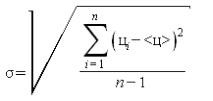 σ = √( ∑_{i=1}^{n} (ц_i − <ц>)² / (n − 1) )